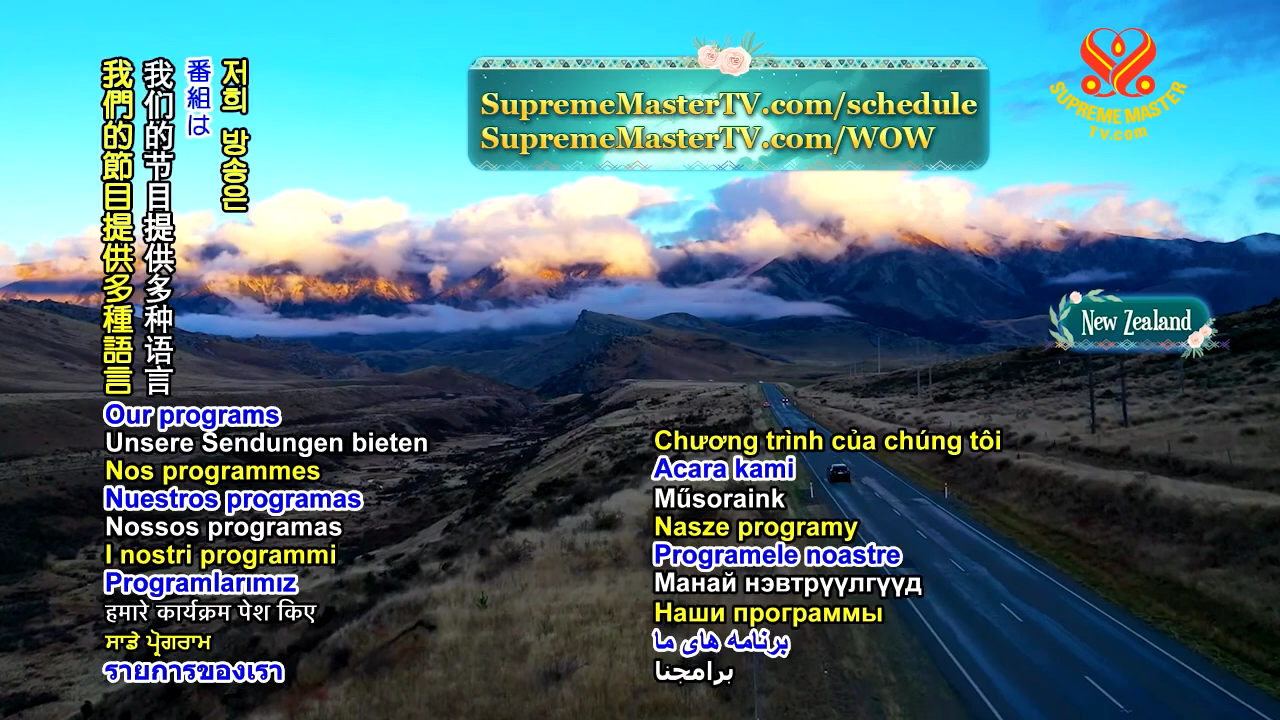 SupremeMasterTV.com/schedule
SupremeMasterTV.com/WOW
SUPREME MASTER
TV.com
New Zealand
저희 방송은
番組は
我们的节目提供多种语言
我們的節目提供多種語言
Our programs
Unsere Sendungen bieten
Nos programmes
Nuestros programas
Nossos programas
I nostri programmi
Programlarımız
हमारे कार्यक्रम पेश किए
ਸਾਡੇ ਪ੍ਰੋਗਰਾਮ
รายการของเรา
Chương trình của chúng tôi
Acara kami
Műsoraink
Nasze programy
Programele noastre
Манай нэвтрүүлгүүд
Наши программы
برنامه های ما
برامجنا